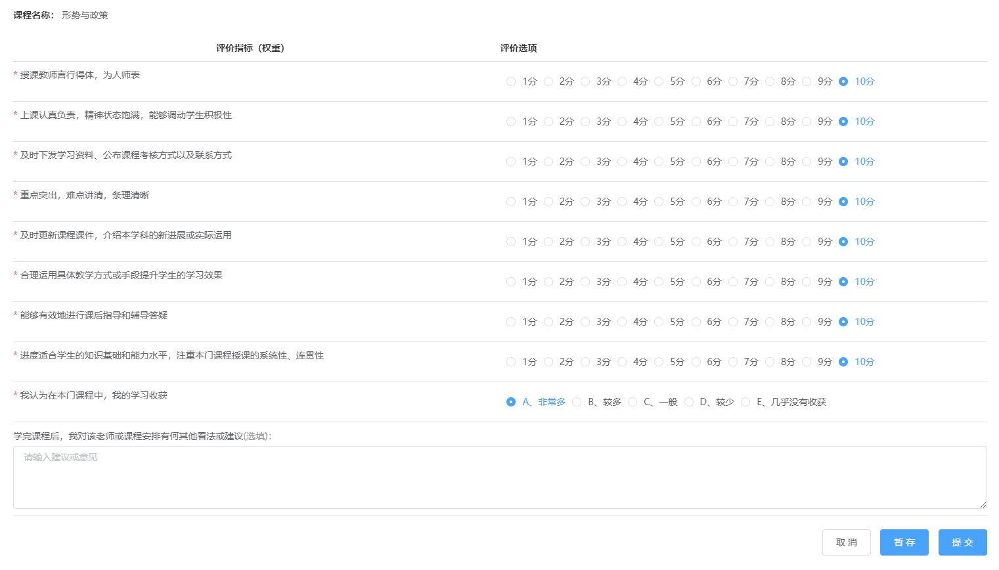 课程名称： 形势与政策
评价指标（权重） 评价选项
* 授课教师言行得体，为人师表 1分 2分 3分 4分 5分 6分 7分 8分 9分 10分
* 上课认真负责，精神状态饱满，能够调动学生积极性 1分 2分 3分 4分 5分 6分 7分 8分 9分 10分
* 及时下发学习资料、公布课程考核方式以及联系方式 1分 2分 3分 4分 5分 6分 7分 8分 9分 10分
* 重点突出，难点讲清，条理清晰 1分 2分 3分 4分 5分 6分 7分 8分 9分 10分
* 及时更新课程课件，介绍本学科的新进展或实际运用 1分 2分 3分 4分 5分 6分 7分 8分 9分 10分
* 合理运用具体教学方式或手段提升学生的学习效果 1分 2分 3分 4分 5分 6分 7分 8分 9分 10分
* 能够有效地进行课后指导和辅导答疑 1分 2分 3分 4分 5分 6分 7分 8分 9分 10分
* 进度适合学生的知识基础和能力水平，注重本门课程授课的系统性、连贯性 1分 2分 3分 4分 5分 6分 7分 8分 9分 10分
* 我认为在本门课程中，我的学习收获 A、非常多 B、较多 C、一般 D、较少 E、几乎没有收获
学完课程后，我对该老师或课程安排有何其他看法或建议(选填)：
请输入建议或意见
取 消 暂 存 提 交